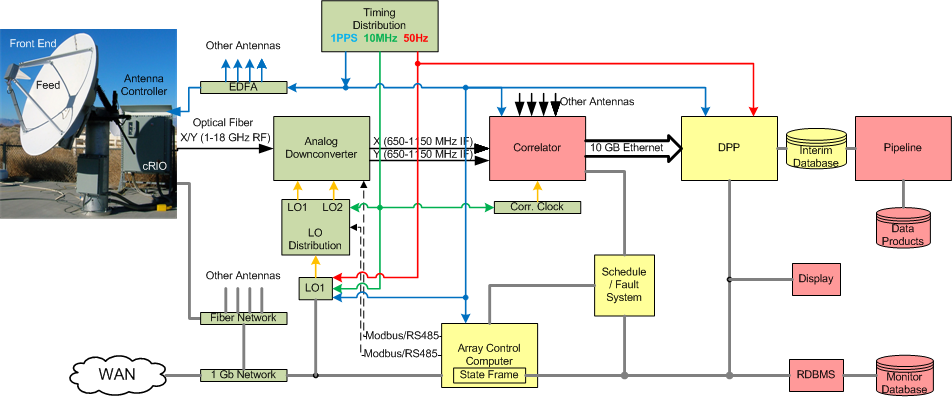 Timing
Distribution
1PPS 10MHz 50Hz
Front End
Feed
Antenna
Controller
cRIO
Other Antennas
EDFA
Optical Fiber
X/Y (1-18 GHz RF)
Analog
Downconverter
X (650-1150 MHz IF)
Y (650-1150 MHz IF)
Other Antennas
Correlator
10 GB Ethernet
DPP
Interim
Database
Pipeline
LO1 LO2
LO
Distribution
Corr. Clock
Data
Products
Other Antennas
LO1
Schedule
/ Fault
System
Display
Fiber Network
Modbus/RS485
Modbus/RS485
Array Control
Computer
State Frame
WAN
1 Gb Network
RDBMS
Monitor
Database